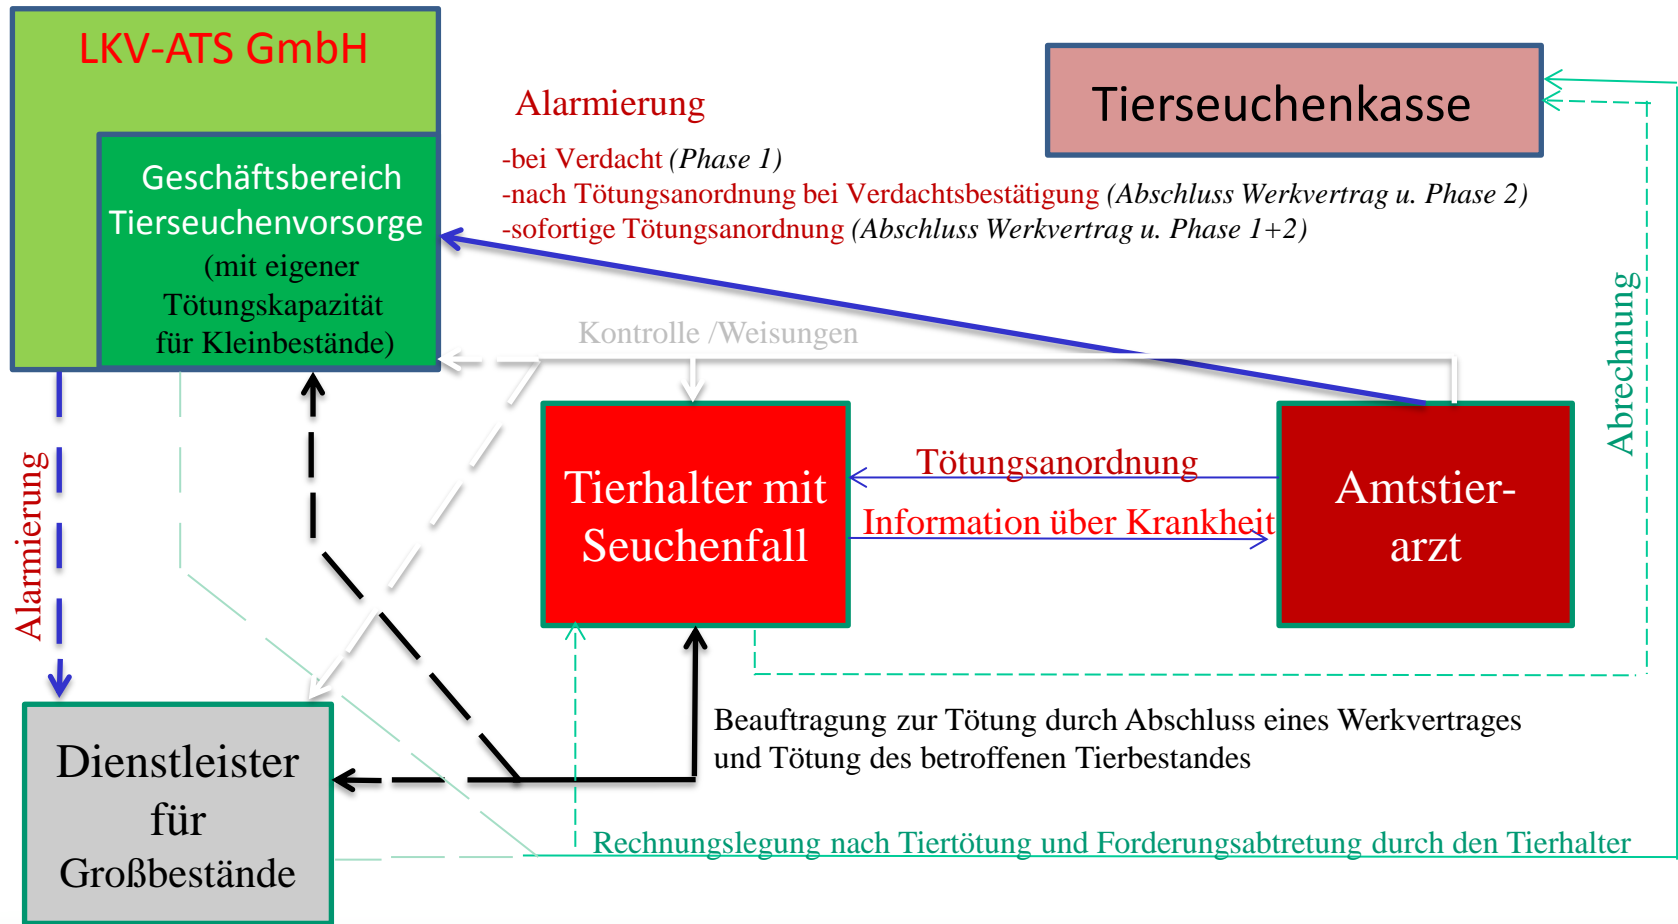 LKV-ATS GmbH
Geschäftsbereich
Tierseuchenvorsorge
(mit eigener
Tötungskapazität
für Kleinbestände)
Alarmierung
-bei Verdacht (Phase 1)
-nach Tötungsanordnung bei Verdachtsbestätigung (Abschluss Werkvertrag u. Phase 2)
-sofortige Tötungsanordnung (Abschluss Werkvertrag u. Phase 1+2)
Tierseuchenkasse
Kontrolle /Weisungen
Abrechnung
Alarmierung
Tierhalter mit
Seuchenfall
Tötungsanordnung
Information über Krankheit
Amtstier-
arzt
Dienstleister
für
Großbestände
Beauftragung zur Tötung durch Abschluss eines Werkvertrages
und Tötung des betroffenen Tierbestandes
Rechnungslegung nach Tiertötung und Forderungsabtretung durch den Tierhalter